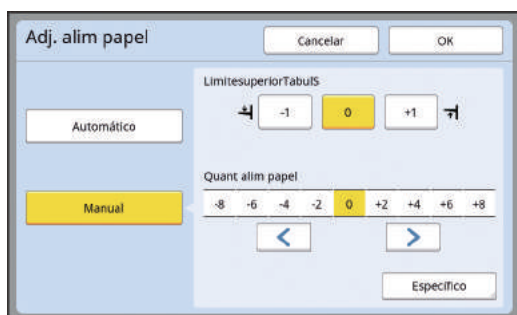 Adj. alim papel
Cancelar
OK
LimitesuperiorTabulS
-1 0 +1
Automático
Quant alim papel
Manual
-8 -6 -4 -2 0 +2 +4 +6 +8
< >
Específico